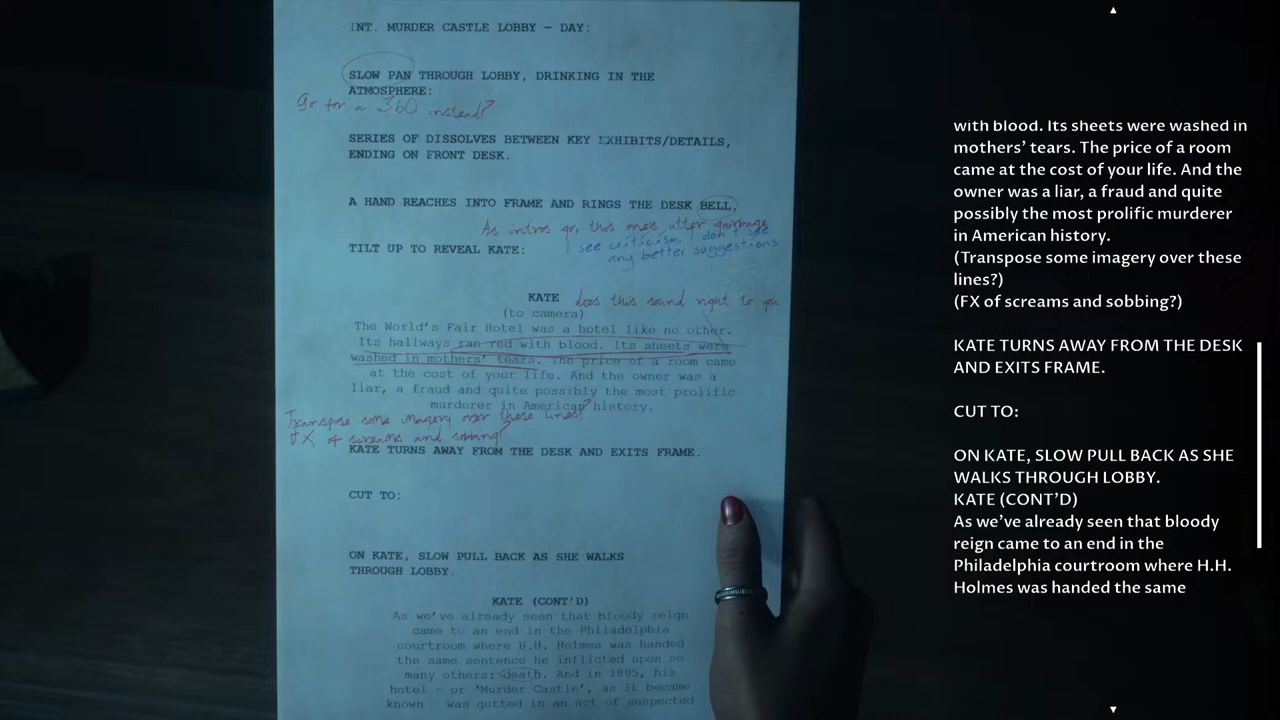 INT. MURDER CASTLE LOBBY – DAY:
SLOW PAN THROUGH LOBBY, DRINKING IN THE
ATMOSPHERE:
Go for a 360 instead?
SERIES OF DISSOLVES BETWEEN KEY EXHIBITS/DETAILS,
ENDING ON FRONT DESK.
A HAND REACHES INTO FRAME AND RINGS THE DESK BELL.
As intros go, this one's utter garbage
I see criticism. I don't see
any better suggestions
TILT UP TO REVEAL KATE:
KATE
does this sound right to you
(to camera)
The World's Fair Hotel was a hotel like no other.
Its hallways ran red with blood. Its sheets were
washed in mothers' tears. The price of a room came
at the cost of your life. And the owner was a
liar, a fraud and quite possibly the most prolific
murderer in American history.
Transpose some imagery over these lines?
FX of screams and sobbing?
KATE TURNS AWAY FROM THE DESK AND EXITS FRAME.
CUT TO:
ON KATE, SLOW PULL BACK AS SHE WALKS
THROUGH LOBBY.
KATE (CONT'D)
As we've already seen that bloody reign
came to an end in the Philadelphia
courtroom where H.H. Holmes was handed
the same sentence he inflicted upon so
many others: death. And in 1895, his
hotel – or 'Murder Castle', as it became
known – was gutted in an act of suspected
with blood. Its sheets were washed in
mothers' tears. The price of a room
came at the cost of your life. And the
owner was a liar, a fraud and quite
possibly the most prolific murderer
in American history.
(Transpose some imagery over these
lines?)
(FX of screams and sobbing?)
KATE TURNS AWAY FROM THE DESK
AND EXITS FRAME.
CUT TO:
ON KATE, SLOW PULL BACK AS SHE
WALKS THROUGH LOBBY.
KATE (CONT'D)
As we've already seen that bloody
reign came to an end in the
Philadelphia courtroom where H.H.
Holmes was handed the same